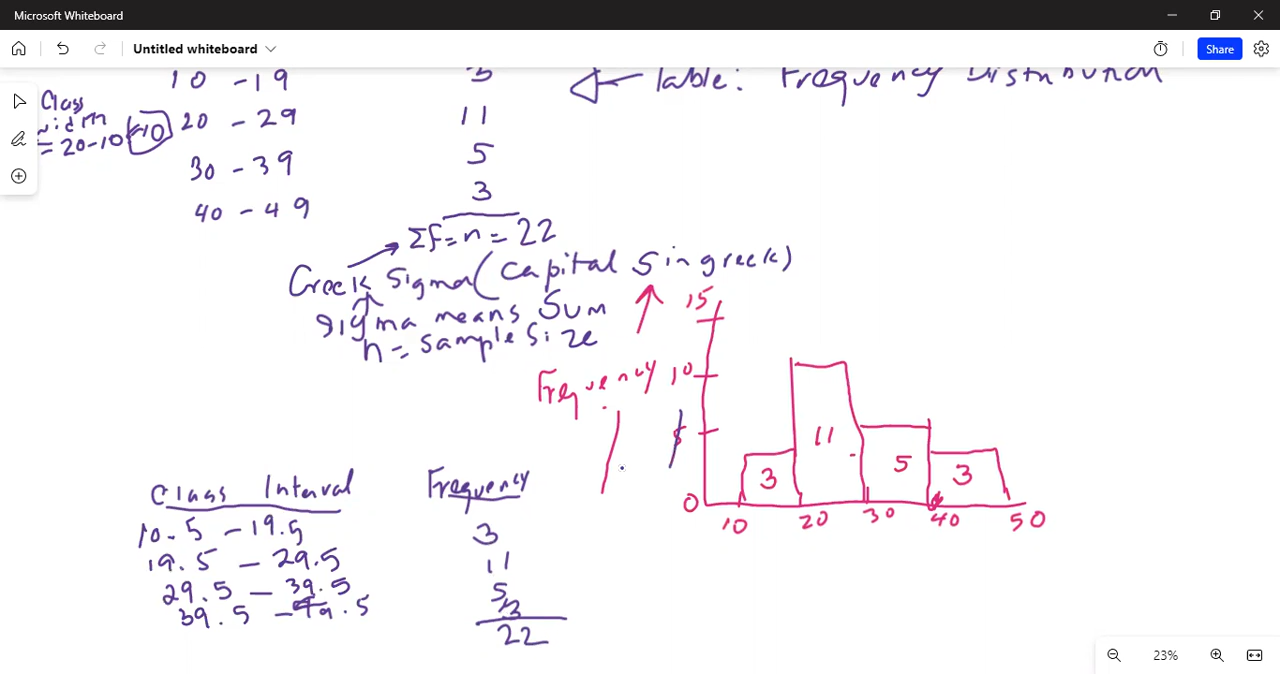 Microsoft Whiteboard
Untitled whiteboard
Share
Table: Frequency Distribution
10 - 19 3
Class
width
= 20-10 = 10
20 - 29 11
30 - 39 5
40 - 49 3
Σf = n = 22
Greek Sigma (Capital S in greek)
sigma means Sum
n = sample size
15
Frequency 10
5
0
11
3
5
3
10 20 30 40 50
Class Interval Frequency
10.5 - 19.5 3
19.5 - 29.5 11
29.5 - 39.5 5
39.5 - 49.5 3
22
23%